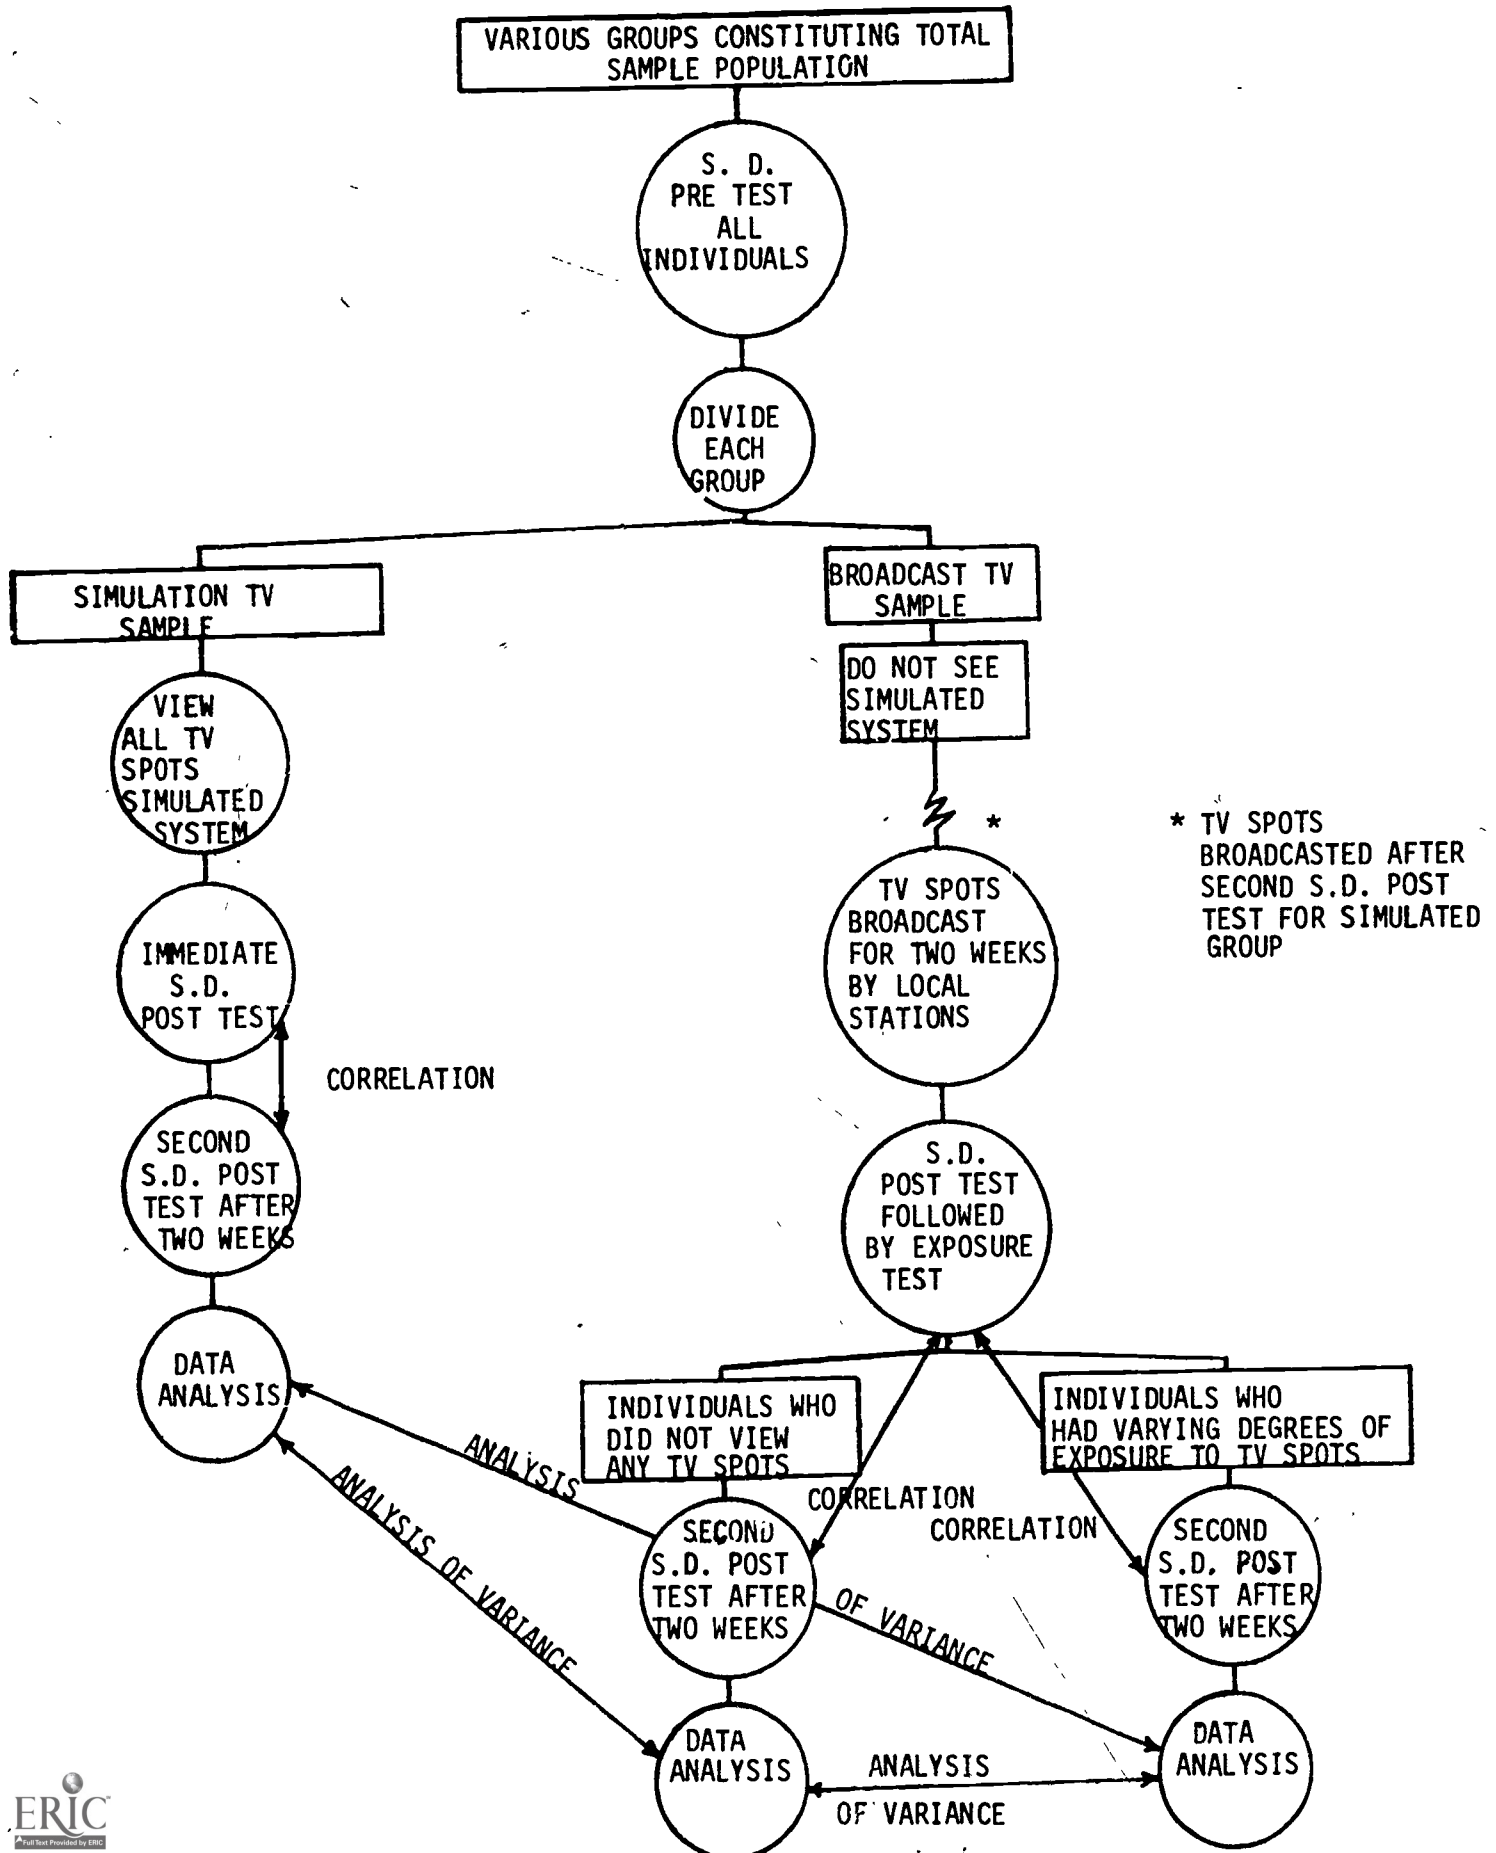 VARIOUS GROUPS CONSTITUTING TOTAL
SAMPLE POPULATION
S. D.
PRE TEST
ALL
INDIVIDUALS
DIVIDE
EACH
GROUP
SIMULATION TV
SAMPLE
VIEW
ALL TV
SPOTS
SIMULATED
SYSTEM
IMMEDIATE
S.D.
POST TEST
CORRELATION
SECOND
S.D. POST
TEST AFTER
TWO WEEKS
DATA
ANALYSIS
BROADCAST TV
SAMPLE
DO NOT SEE
SIMULATED
SYSTEM
*
TV SPOTS
BROADCAST
FOR TWO WEEKS
BY LOCAL
STATIONS
* TV SPOTS
BROADCASTED AFTER
SECOND S.D. POST
TEST FOR SIMULATED
GROUP
S.D.
POST TEST
FOLLOWED
BY EXPOSURE
TEST
INDIVIDUALS WHO
DID NOT VIEW
ANY TV SPOTS
INDIVIDUALS WHO
HAD VARYING DEGREES OF
EXPOSURE TO TV SPOTS
CORRELATION
CORRELATION
SECOND
S.D. POST
TEST AFTER
TWO WEEKS
SECOND
S.D. POST
TEST AFTER
TWO WEEKS
ANALYSIS
OF VARIANCE
ANALYSIS OF VARIANCE
DATA
ANALYSIS
ANALYSIS
OF VARIANCE
DATA
ANALYSIS
ERIC
Full Text Provided by ERIC